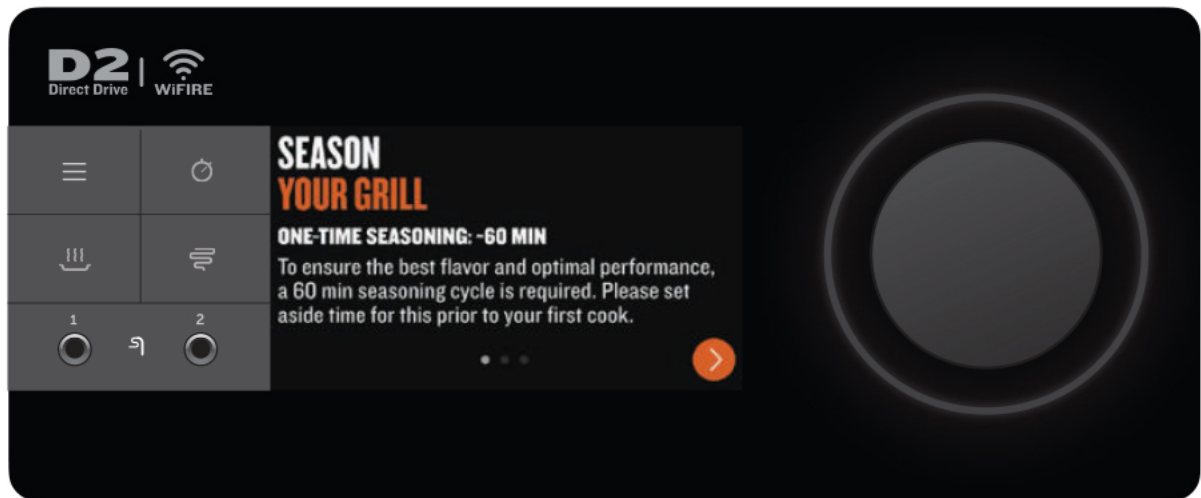 D2
Direct Drive
WiFIRE
SEASON
YOUR GRILL
ONE-TIME SEASONING: ~60 MIN
To ensure the best flavor and optimal performance,
a 60 min seasoning cycle is required. Please set
aside time for this prior to your first cook.
1 2